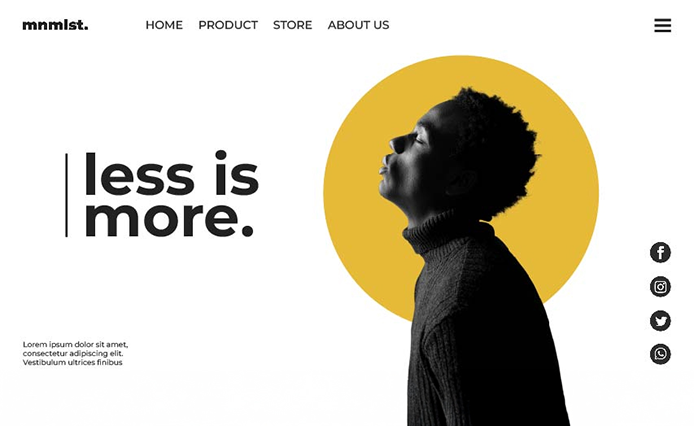 mnmlst.
HOME PRODUCT STORE ABOUT US
less is
more.
Lorem ipsum dolor sit amet,
consectetur adipiscing elit.
Vestibulum ultrices finibus